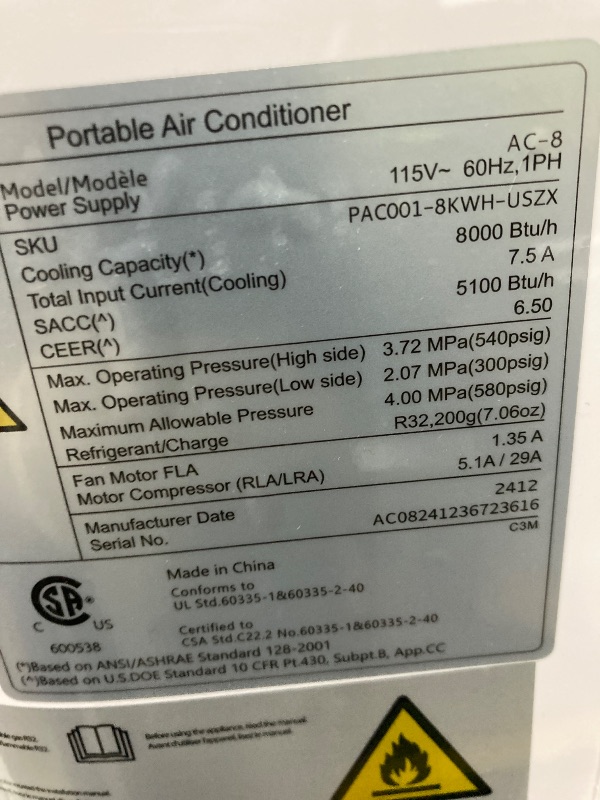 Portable Air Conditioner
Model/Modèle AC-8
Power Supply 115V~ 60Hz,1PH
SKU PAC001-8KWH-USZX
Cooling Capacity(*) 8000 Btu/h
Total Input Current(Cooling) 7.5 A
SACC(^) 5100 Btu/h
CEER(^) 6.50
Max. Operating Pressure(High side) 3.72 MPa(540psig)
Max. Operating Pressure(Low side) 2.07 MPa(300psig)
Maximum Allowable Pressure 4.00 MPa(580psig)
Refrigerant/Charge R32,200g(7.06oz)
Fan Motor FLA 1.35 A
Motor Compressor (RLA/LRA) 5.1A / 29A
Manufacturer Date 2412
Serial No. AC08241236723616
C3M
Made in China
Conforms to
UL Std.60335-1&60335-2-40
Certified to
CSA Std.C22.2 No.60335-1&60335-2-40
SA®
C US
600538
(*)Based on ANSI/ASHRAE Standard 128-2001
(^)Based on U.S.DOE Standard 10 CFR Pt.430, Subpt.B, App.CC
Before using the appliance, read the manual.
Avant d'utiliser l'appareil, lisez le manuel.